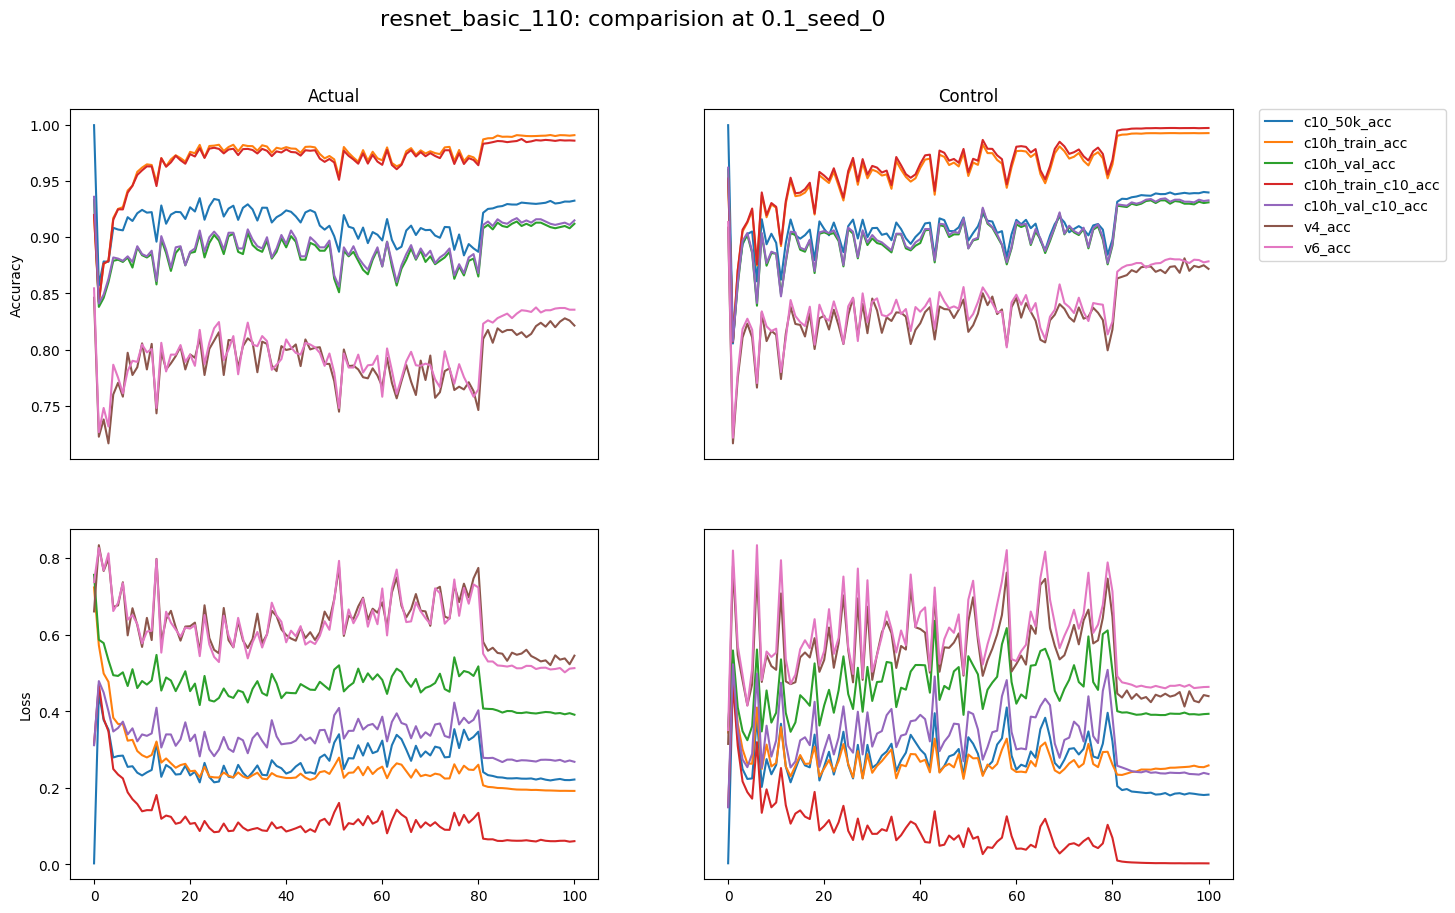 resnet_basic_110: comparision at 0.1_seed_0
Actual
Control
c10_50k_acc
c10h_train_acc
c10h_val_acc
c10h_train_c10_acc
c10h_val_c10_acc
v4_acc
v6_acc
Accuracy
1.00
0.95
0.90
0.85
0.80
0.75
Loss
0.8
0.6
0.4
0.2
0.0
0 20 40 60 80 100
0 20 40 60 80 100